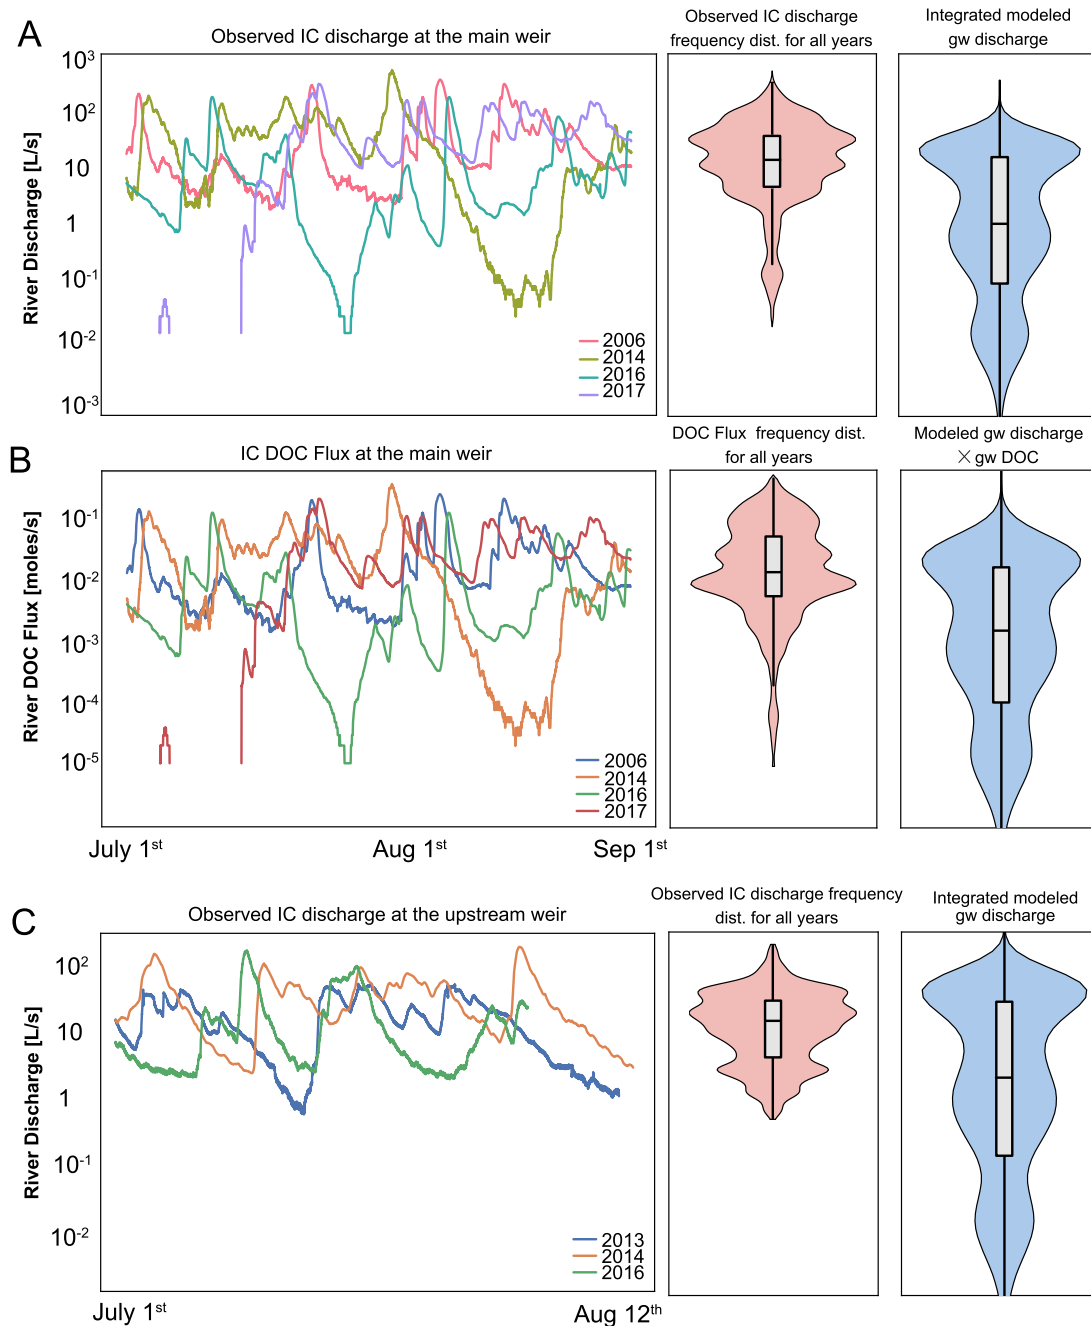 A
Observed IC discharge at the main weir
Observed IC discharge
frequency dist. for all years
Integrated modeled
gw discharge
River Discharge [L/s]
10³
10²
10
1
10⁻¹
10⁻²
10⁻³
2006
2014
2016
2017
B
IC DOC Flux at the main weir
DOC Flux frequency dist.
for all years
Modeled gw discharge
× gw DOC
River DOC Flux [moles/s]
10⁻¹
10⁻²
10⁻³
10⁻⁴
10⁻⁵
2006
2014
2016
2017
July 1ˢᵗ
Aug 1ˢᵗ
Sep 1ˢᵗ
C
Observed IC discharge at the upstream weir
Observed IC discharge frequency
dist. for all years
Integrated modeled
gw discharge
River Discharge [L/s]
10²
10
1
10⁻¹
10⁻²
2013
2014
2016
July 1ˢᵗ
Aug 12ᵗʰ